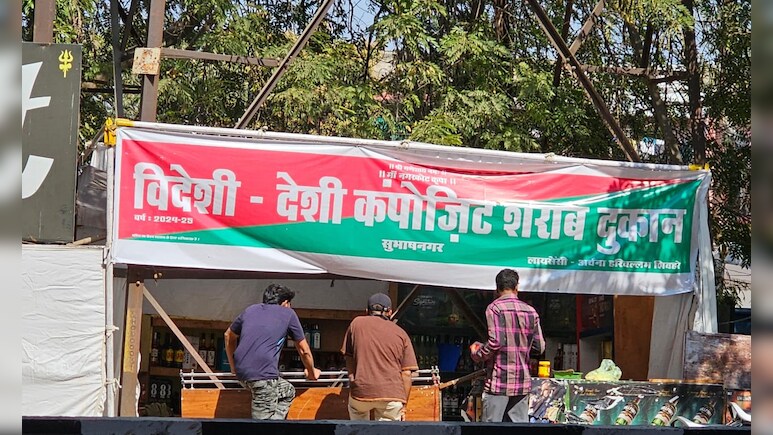 विदेशी - देशी कंपोज़िट शराब दुकान
वर्ष : 2024-25
सुभाषनगर
लायसेंसी - अर्चना हरिवल्लभ शिवहरे